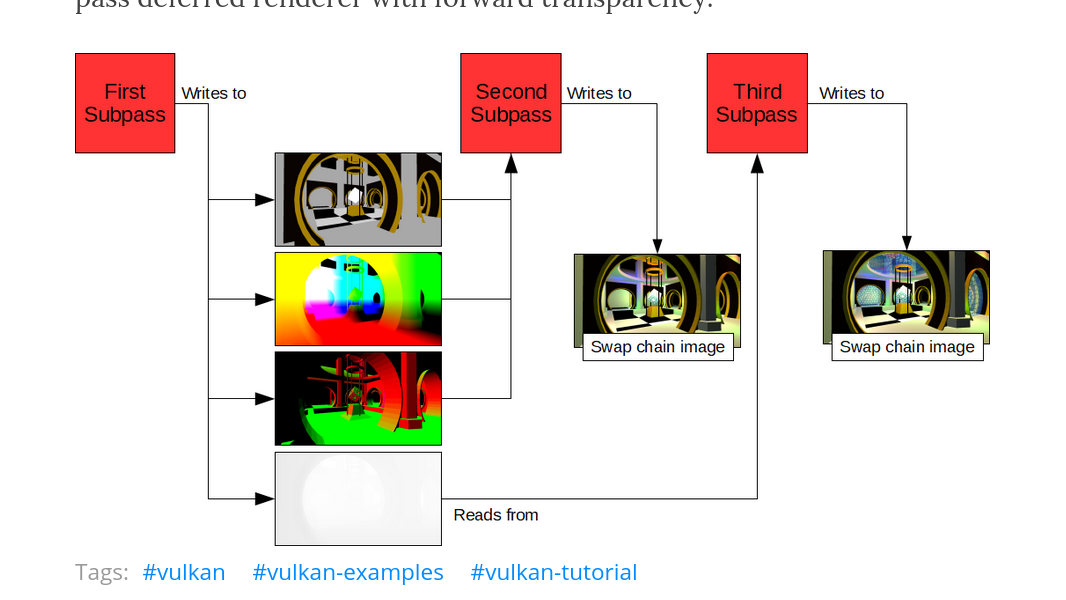 pass deferred renderer with forward transparency.
First
Subpass
Writes to
Second
Subpass
Writes to
Third
Subpass
Writes to
Swap chain image
Swap chain image
Reads from
Tags: #vulkan #vulkan-examples #vulkan-tutorial